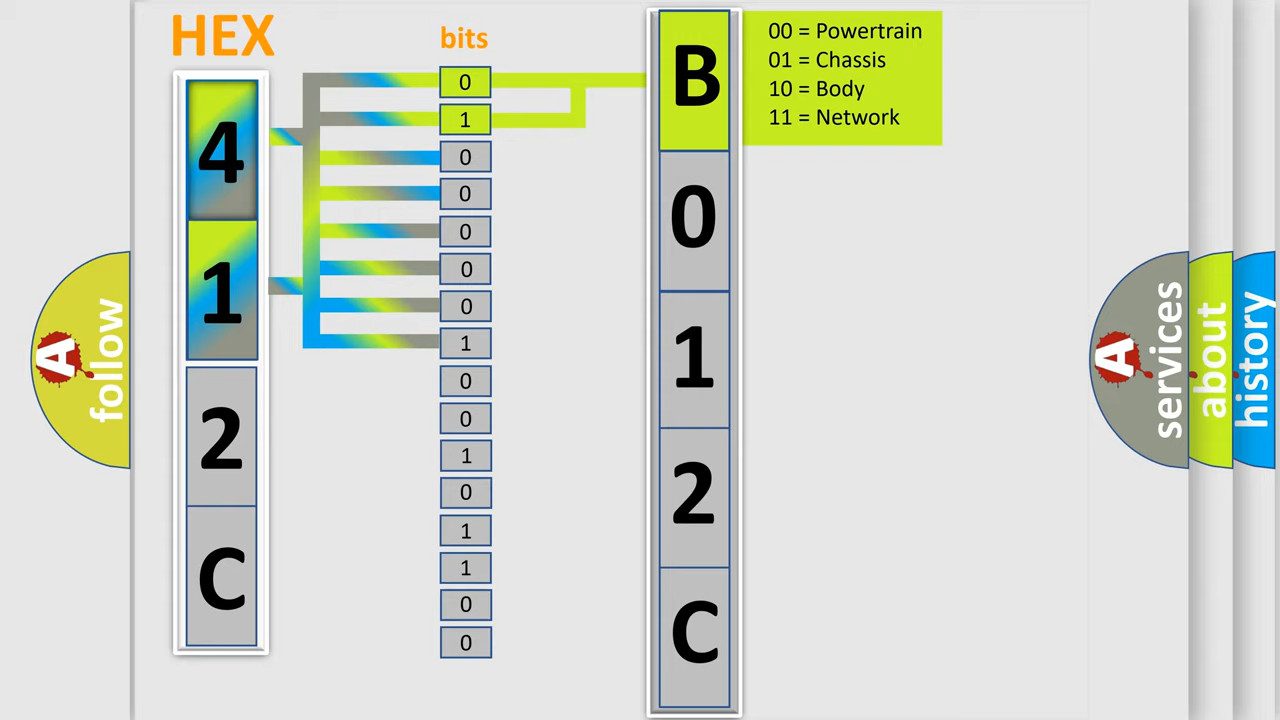 HEX
bits
4
1
2
C
0
1
0
0
0
0
0
1
0
0
1
0
1
1
0
0
B
0
1
2
C
00 = Powertrain
01 = Chassis
10 = Body
11 = Network
A
follow
A
services
about
history